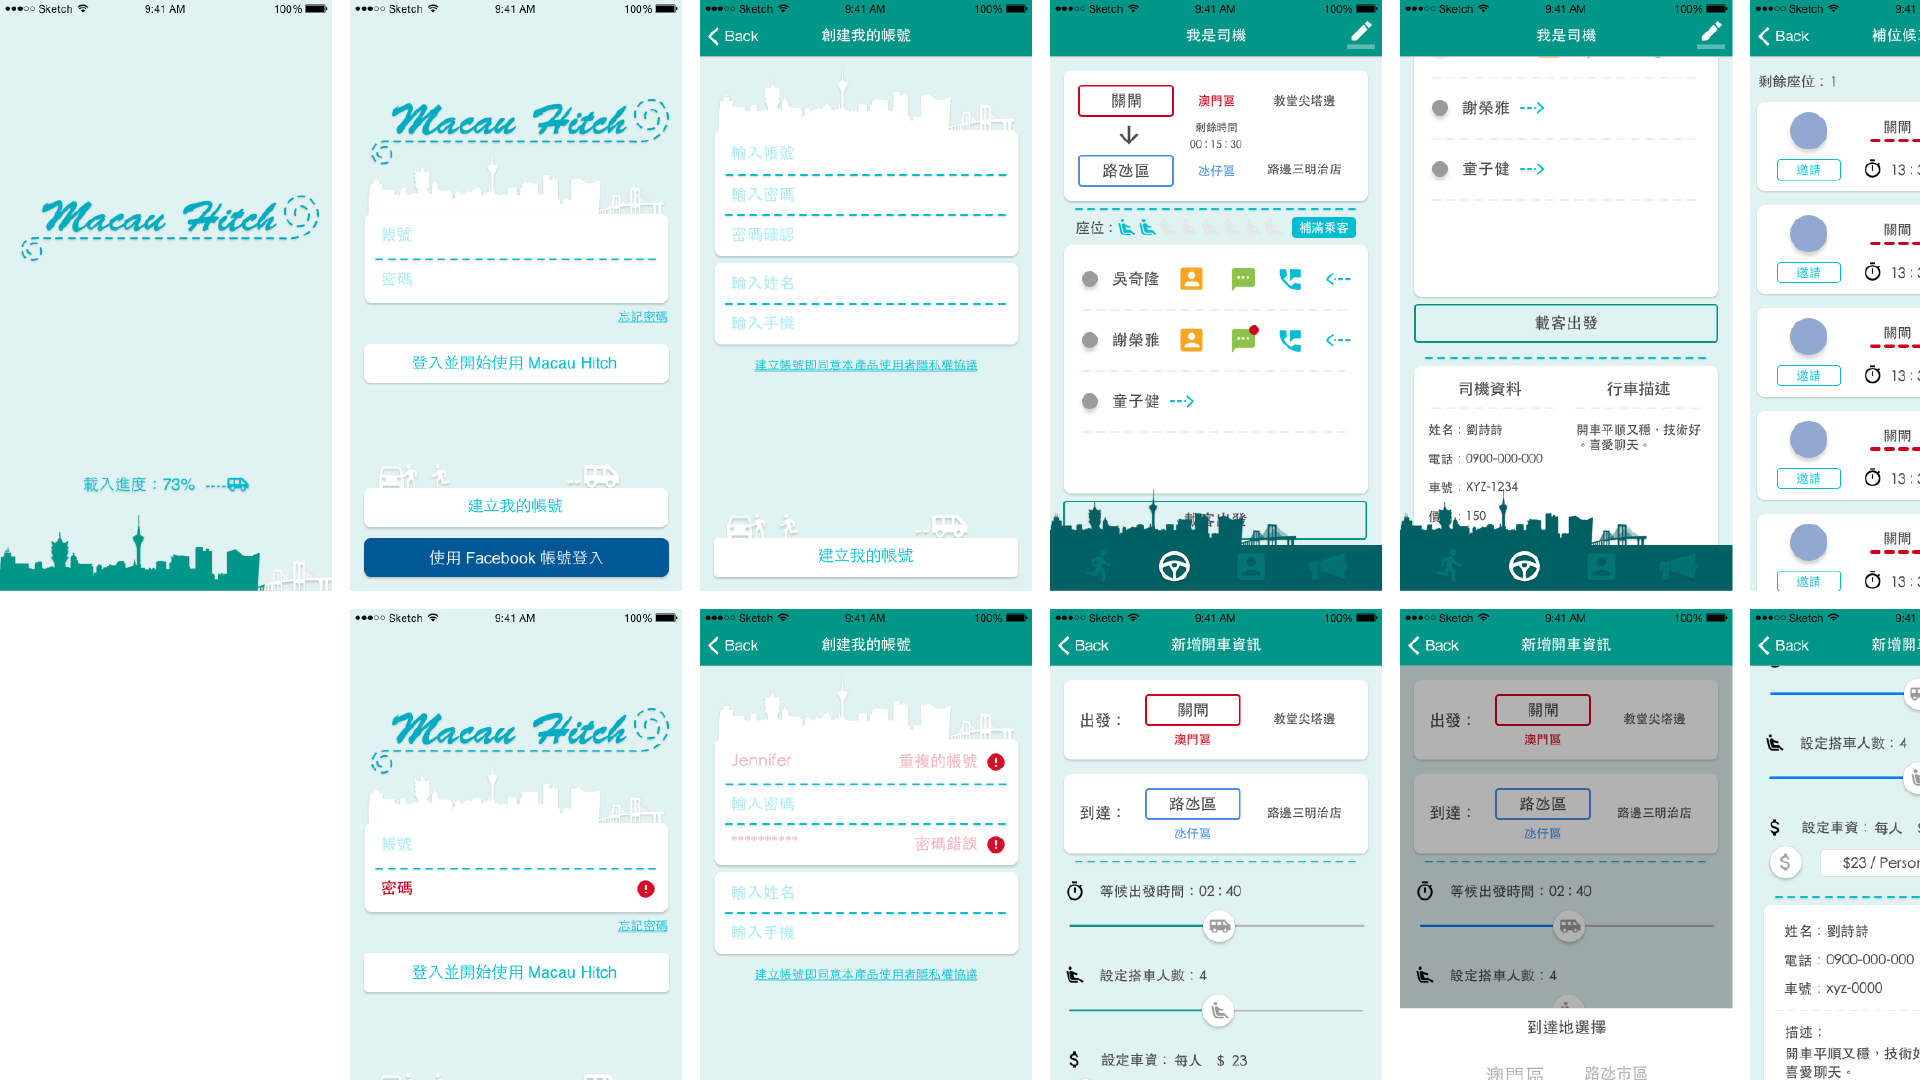 ●●●○○ Sketch 9:41 AM 100%
Macau Hitch
載入進度：73%
●●●○○ Sketch 9:41 AM 100%
Macau Hitch
帳號
密碼
忘記密碼
登入並開始使用 Macau Hitch
建立我的帳號
使用 Facebook 帳號登入
●●●○○ Sketch 9:41 AM 100%
Back 創建我的帳號
輸入帳號
輸入密碼
密碼確認
輸入姓名
輸入手機
建立帳號即同意本產品使用者隱私權協議
建立我的帳號
●●●○○ Sketch 9:41 AM 100%
我是司機
關閘 澳門區 教堂尖塔邊
剩餘時間
00：15：30
路氹區 氹仔區 路邊三明治店
座位： 補滿乘客
吳奇隆
謝榮雅
童子健
載客出發
●●●○○ Sketch 9:41 AM 100%
我是司機
謝榮雅
童子健
載客出發
司機資料 行車描述
姓名：劉詩詩 開車平順又穩，技術好
。喜愛聊天。
電話：0900-000-000
車號：XYZ-1234
價：150
●●●○○ Sketch 9:41
Back 補位候
剩餘座位：1
關閘
邀請 13：
關閘
邀請 13：
關閘
邀請 13：
關閘
邀請 13：
關閘
邀請 13：
●●●○○ Sketch 9:41 AM 100%
Macau Hitch
帳號
密碼
忘記密碼
登入並開始使用 Macau Hitch
●●●○○ Sketch 9:41 AM 100%
Back 創建我的帳號
Jennifer 重複的帳號
輸入密碼
********** 密碼錯誤
輸入姓名
輸入手機
建立帳號即同意本產品使用者隱私權協議
●●●○○ Sketch 9:41 AM 100%
Back 新增開車資訊
出發： 關閘 教堂尖塔邊
澳門區
到達： 路氹區 路邊三明治店
氹仔區
等候出發時間：02：40
設定搭車人數：4
$ 設定車資：每人 $ 23
●●●○○ Sketch 9:41 AM 100%
Back 新增開車資訊
出發： 關閘 教堂尖塔邊
澳門區
到達： 路氹區 路邊三明治店
氹仔區
等候出發時間：02：40
設定搭車人數：4
到達地選擇
澳門區 路氹市區
●●●○○ Sketch 9:41
Back 新增開
設定搭車人數：4
$ 設定車資：每人
$ $23 / Person
姓名：劉詩詩
電話：0900-000-000
車號：xyz-0000
描述：
開車平順又穩，技術好
喜愛聊天。